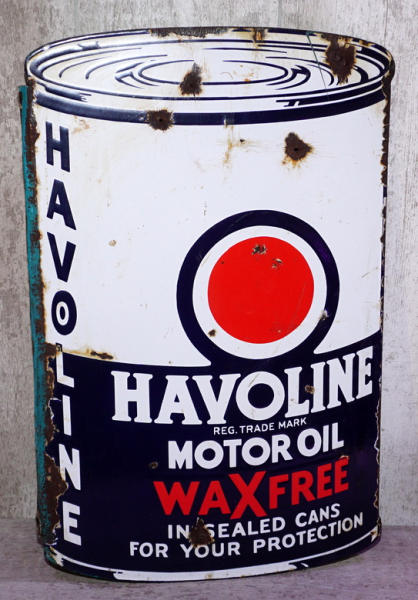 HAVOLINE
HAVOLINE
REG. TRADE MARK
MOTOR OIL
WAXFREE
IN SEALED CANS
FOR YOUR PROTECTION